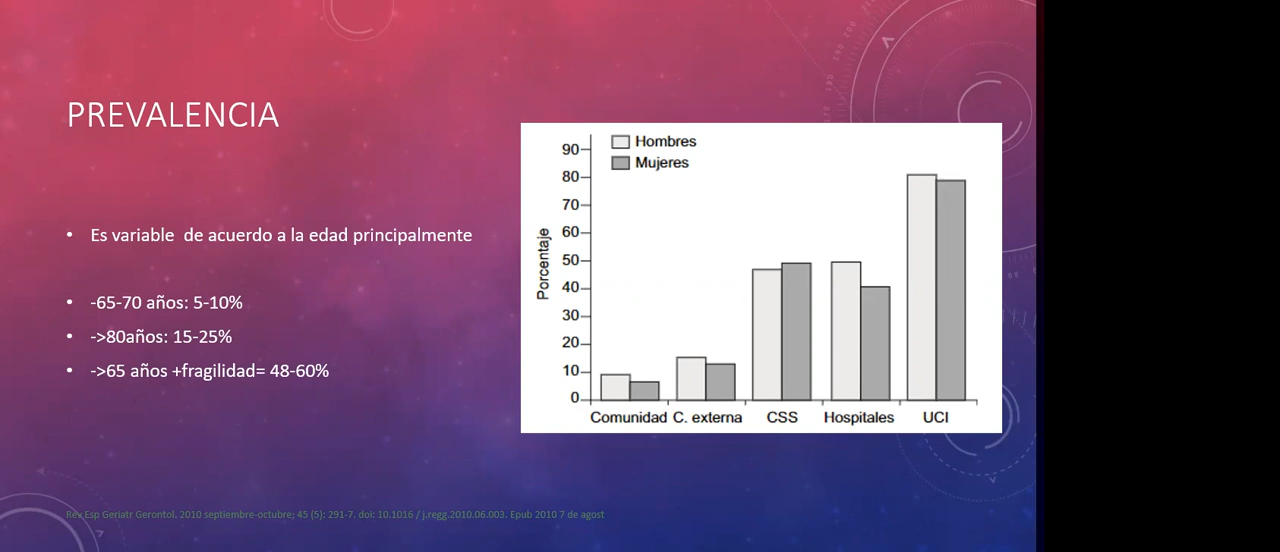 PREVALENCIA
• Es variable  de acuerdo a la edad principalmente
• -65-70 años: 5-10%
• ->80años: 15-25%
• ->65 años +fragilidad= 48-60%
Hombres
Mujeres
Porcentaje
90
80
70
60
50
40
30
20
10
0
Comunidad C. externa CSS Hospitales UCI
Rev Esp Geriatr Gerontol. 2010 septiembre-octubre; 45 (5): 291-7. doi: 10.1016 / j.regg.2010.06.003. Epub 2010 7 de agost